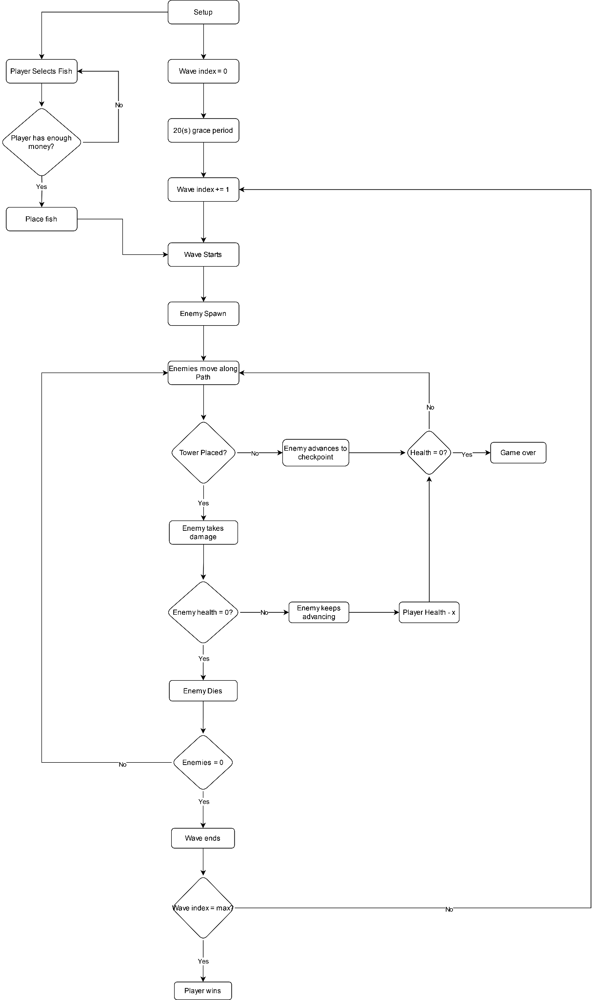 Setup
Player Selects Fish
Wave index = 0
No
20(s) grace period
Player has enough
money?
Yes
Wave index += 1
Place fish
Wave Starts
Enemy Spawn
Enemies move along
Path
No
Tower Placed?
No
Enemy advances to
checkpoint
Health = 0?
Yes
Game over
Yes
Enemy takes
damage
Enemy health = 0?
No
Enemy keeps
advancing
Player Health - x
Yes
Enemy Dies
Enemies = 0
No
Yes
Wave ends
Wave index = max?
No
Yes
Player wins